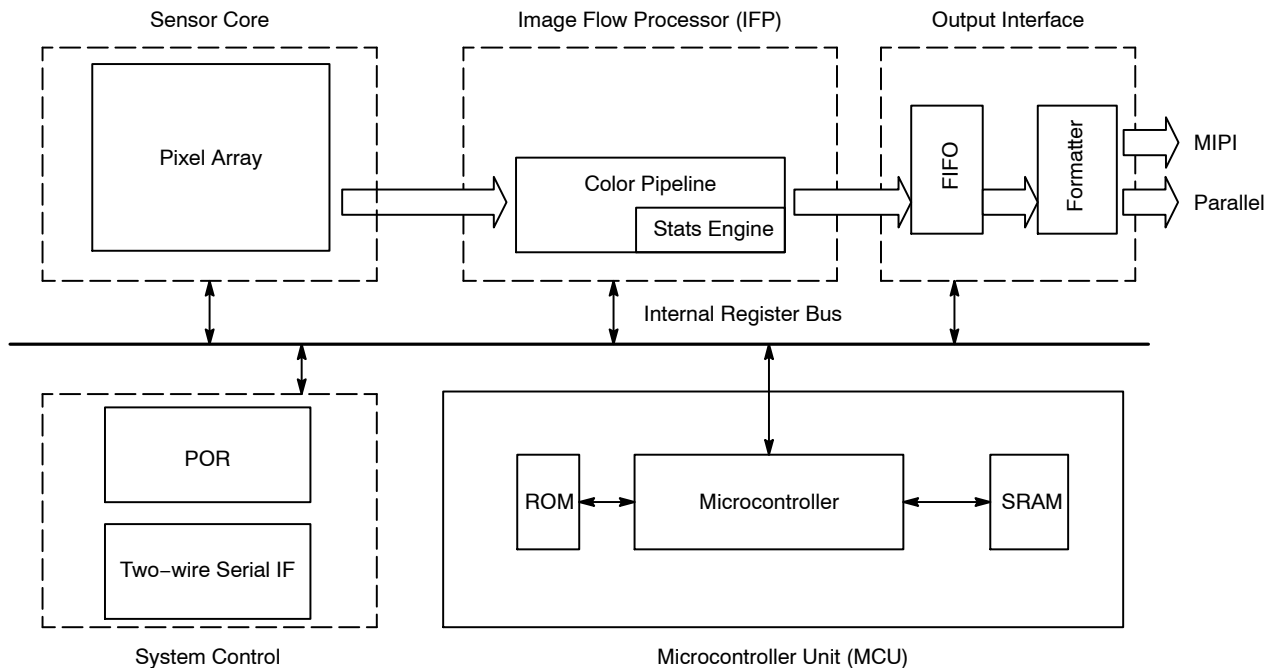 Sensor Core
Image Flow Processor (IFP)
Output Interface
Pixel Array
Color Pipeline
Stats Engine
FIFO
Formatter
MIPI
Parallel
Internal Register Bus
POR
Two−wire Serial IF
ROM
Microcontroller
SRAM
System Control
Microcontroller Unit (MCU)